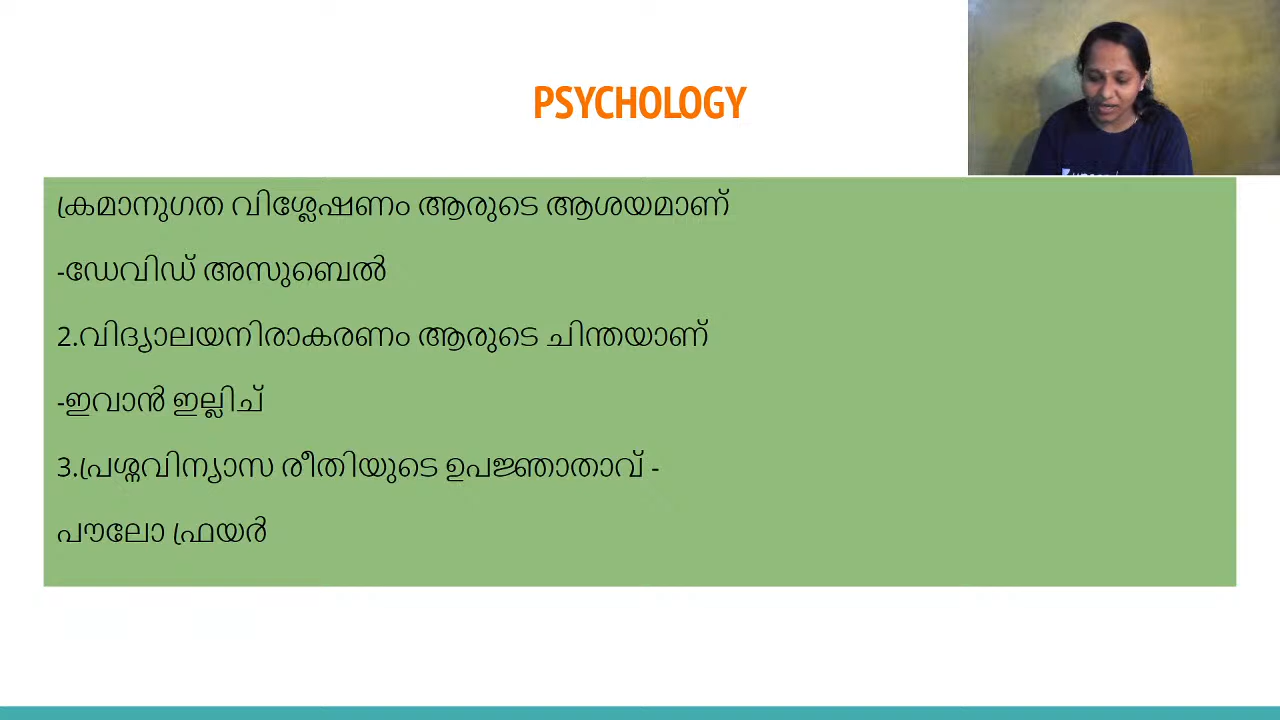 PSYCHOLOGY
ക്രമാനുഗത വിശ്ലേഷണം ആരുടെ ആശയമാണ്
-ഡേവിഡ് അസുബെൽ
2.വിദ്യാലയനിരാകരണം ആരുടെ ചിന്തയാണ്
-ഇവാൻ ഇല്ലിച്
3.പ്രശ്നവിന്യാസ രീതിയുടെ ഉപജ്ഞാതാവ് -
പൗലോ ഫ്രയർ